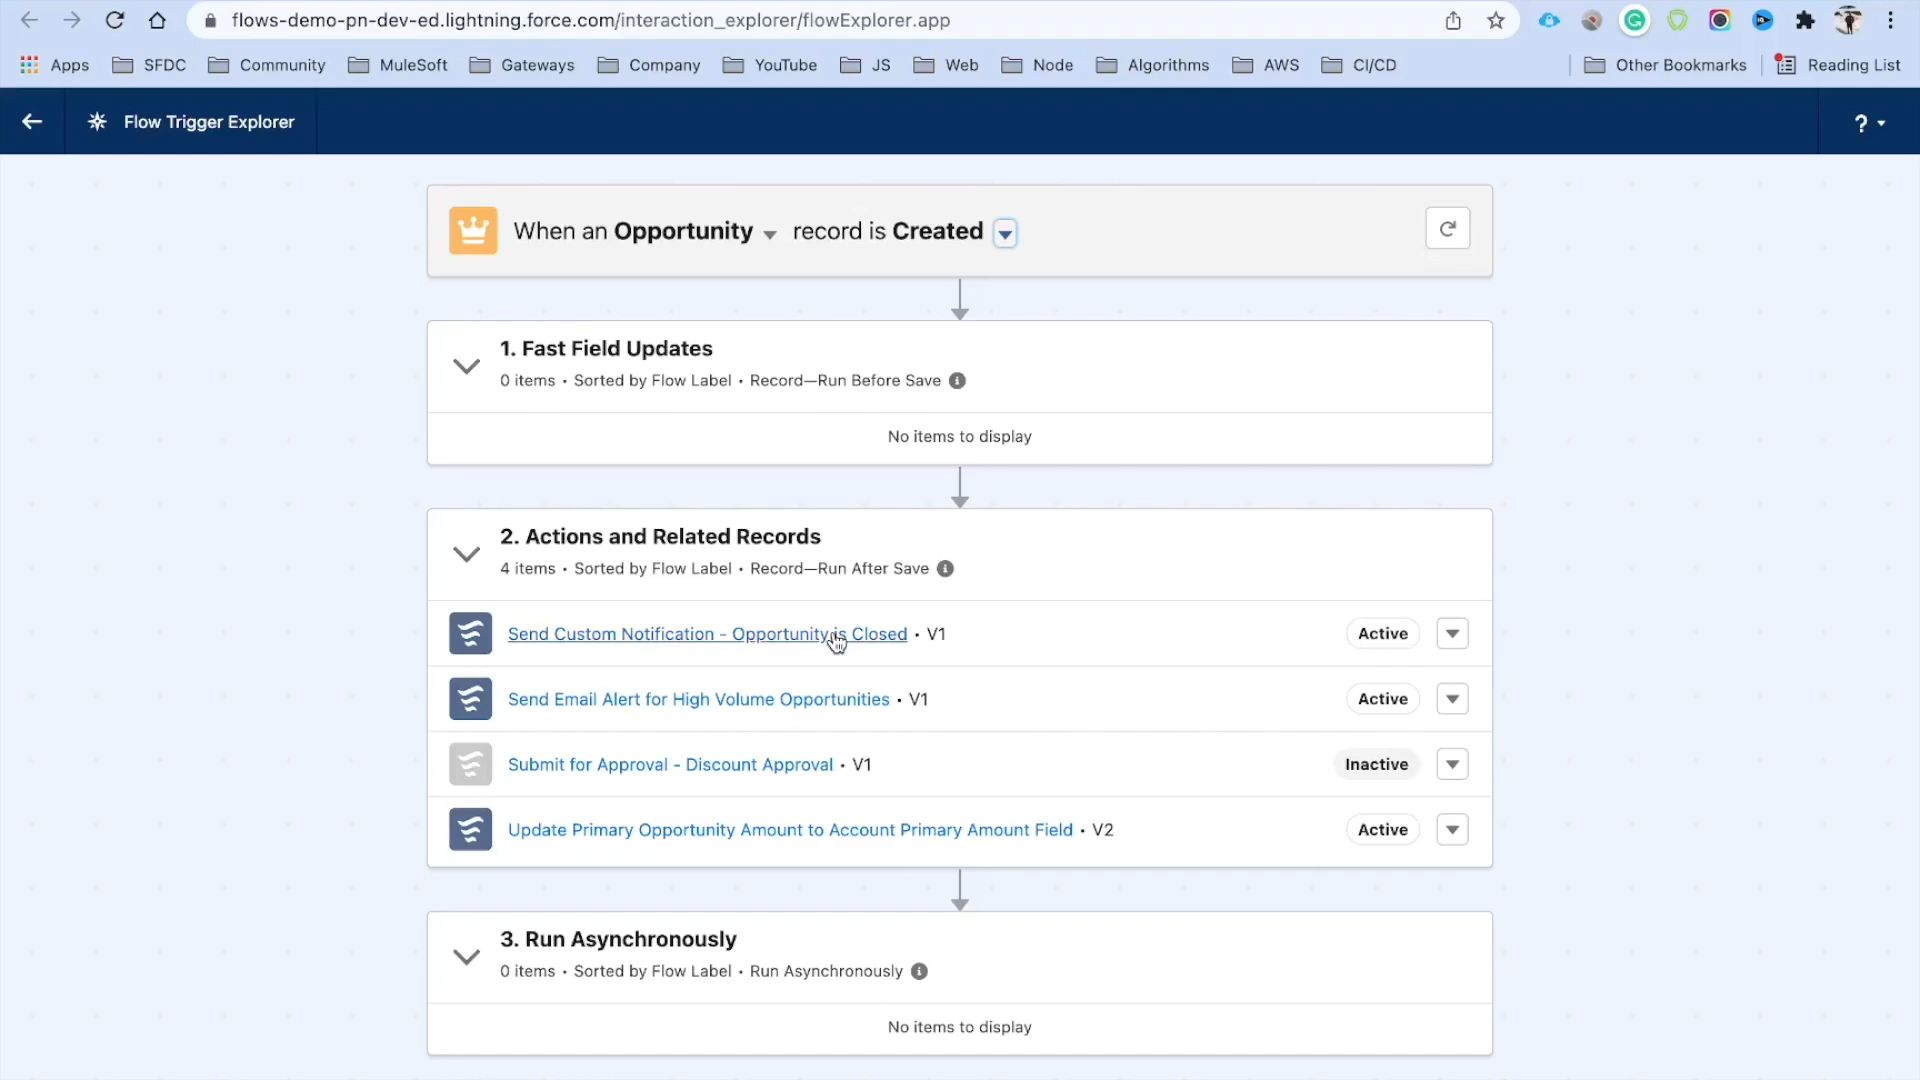 flows-demo-pn-dev-ed.lightning.force.com/interaction_explorer/flowExplorer.app
Apps SFDC Community MuleSoft Gateways Company YouTube JS Web Node Algorithms AWS CI/CD Other Bookmarks Reading List
Flow Trigger Explorer ?
When an Opportunity record is Created
1. Fast Field Updates
0 items • Sorted by Flow Label • Record—Run Before Save
No items to display
2. Actions and Related Records
4 items • Sorted by Flow Label • Record—Run After Save
Send Custom Notification - Opportunity is Closed • V1 Active
Send Email Alert for High Volume Opportunities • V1 Active
Submit for Approval - Discount Approval • V1 Inactive
Update Primary Opportunity Amount to Account Primary Amount Field • V2 Active
3. Run Asynchronously
0 items • Sorted by Flow Label • Run Asynchronously
No items to display